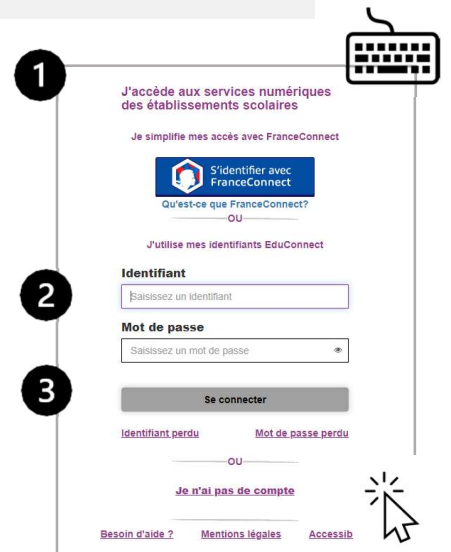 1
J'accède aux services numériques
des établissements scolaires
Je simplifie mes accés avec FranceConnect
S'identifier avec
FranceConnect
Qu'est-ce que FranceConnect?
OU
J'utilise mes identifiants EduConnect
2
Identifiant
Saisissez un identifiant
Mot de passe
Saisissez un mot de passe
3
Se connecter
Identifiant perdu Mot de passe perdu
OU
Je n'ai pas de compte
Besoin d'aide ? Mentions légales Accessib